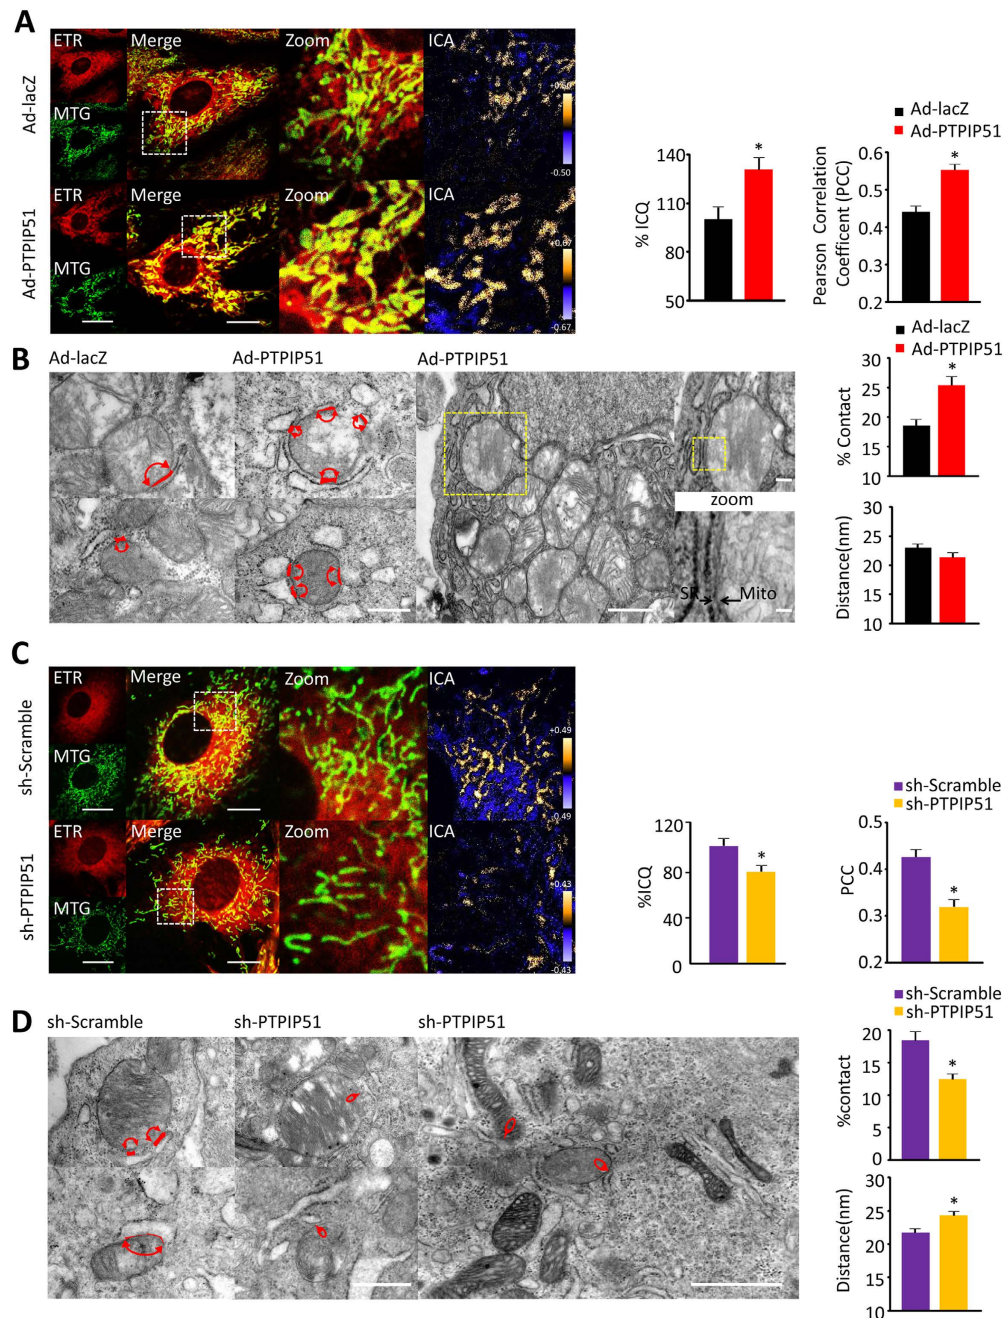 A
ETR
Merge
Zoom
ICA
Ad-lacZ
MTG
+0.50
-0.50
ETR
Merge
Zoom
ICA
Ad-PTPIP51
MTG
+0.67
-0.67
% ICQ
140
100
50
*
Ad-lacZ
Ad-PTPIP51
Pearson Correlation
Coefficent (PCC)
0.6
0.5
0.4
0.3
0.2
*
B
Ad-lacZ
Ad-PTPIP51
Ad-PTPIP51
zoom
SR
Mito
Ad-lacZ
Ad-PTPIP51
% Contact
30
25
20
15
10
*
Distance(nm)
30
25
20
15
10
C
ETR
Merge
Zoom
ICA
sh-Scramble
MTG
+0.49
-0.49
ETR
Merge
Zoom
ICA
sh-PTPIP51
MTG
+0.43
-0.43
%ICQ
120
80
40
0
*
sh-Scramble
sh-PTPIP51
PCC
0.5
0.4
0.3
0.2
*
D
sh-Scramble
sh-PTPIP51
sh-PTPIP51
sh-Scramble
sh-PTPIP51
%contact
20
15
10
5
0
*
Distance(nm)
30
25
20
15
10
*